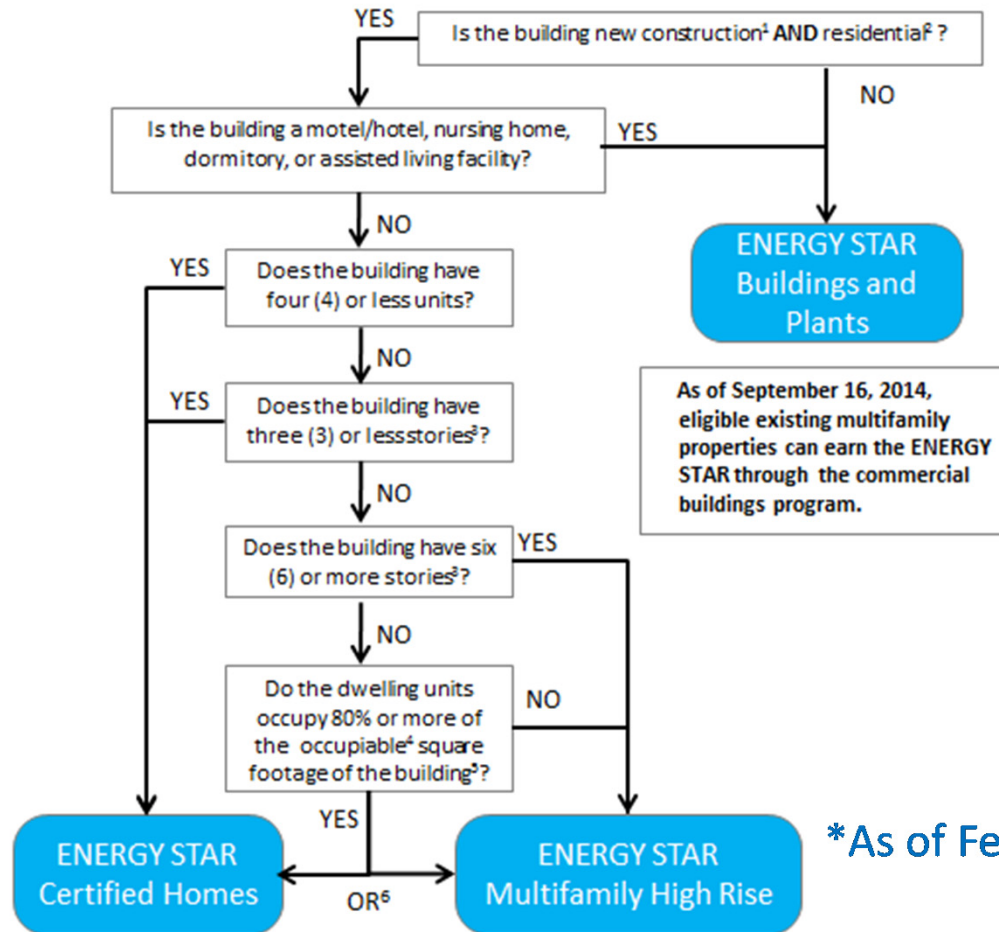 YES
Is the building new construction¹ AND residential² ?
NO
Is the building a motel/hotel, nursing home,
dormitory, or assisted living facility?
YES
NO
ENERGY STAR
Buildings and
Plants
YES
Does the building have
four (4) or less units?
NO
As of September 16, 2014,
eligible existing multifamily
properties can earn the ENERGY
STAR through the commercial
buildings program.
YES
Does the building have
three (3) or less stories³?
NO
Does the building have six
(6) or more stories³?
YES
NO
Do the dwelling units
occupy 80% or more of
the occupiable⁴ square
footage of the building⁵?
NO
YES
ENERGY STAR
Certified Homes
OR⁶
ENERGY STAR
Multifamily High Rise
*As of Fe